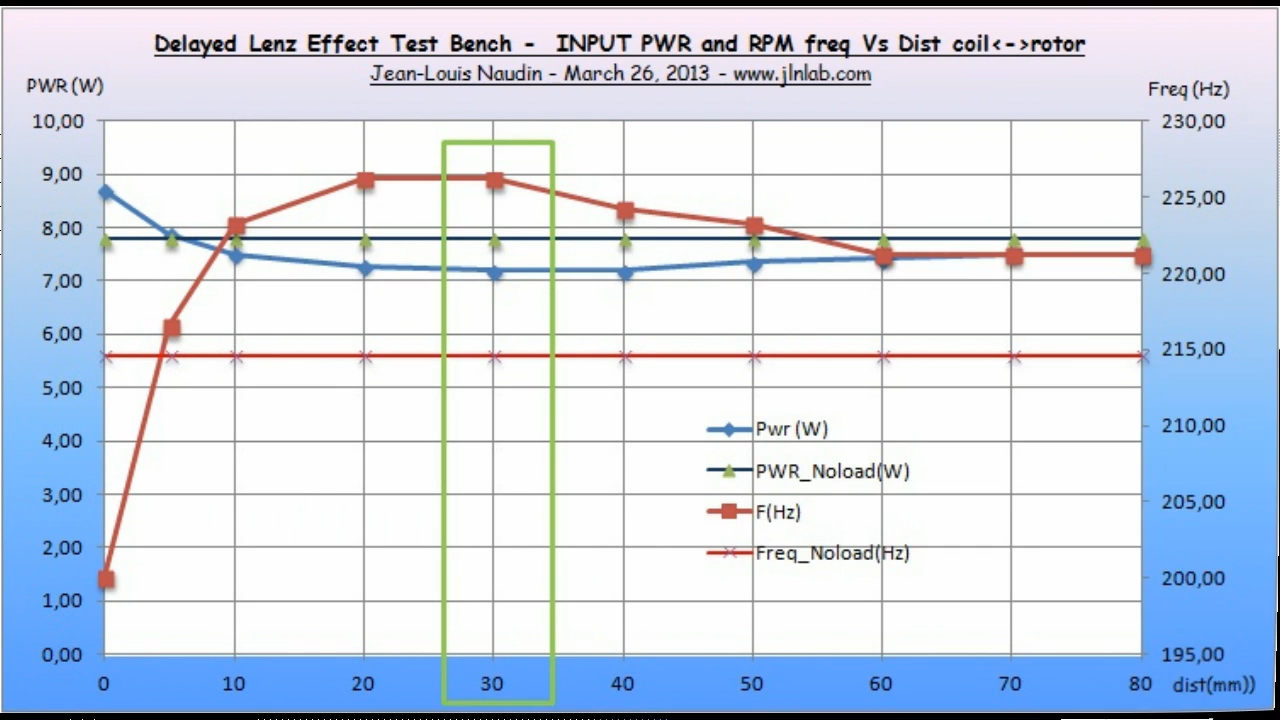 Delayed Lenz Effect Test Bench - INPUT PWR and RPM freq Vs Dist coil<->rotor
Jean-Louis Naudin - March 26, 2013 - www.jlnlab.com
PWR (W)
Freq (Hz)
10,00
9,00
8,00
7,00
6,00
5,00
4,00
3,00
2,00
1,00
0,00
230,00
225,00
220,00
215,00
210,00
205,00
200,00
195,00
Pwr (W)
PWR_Noload(W)
F(Hz)
Freq_Noload(Hz)
0 10 20 30 40 50 60 70 80 dist(mm))